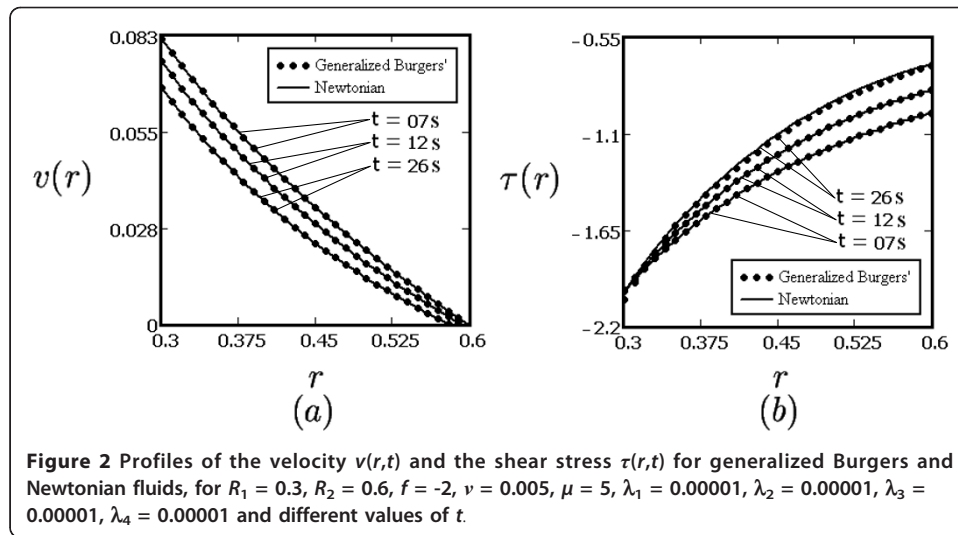 0.083
0.055
0.028
0
v(r)
0.3 0.375 0.45 0.525 0.6
r
(a)
Generalized Burgers'
Newtonian
t = 07s
t = 12s
t = 26s
-0.55
-1.1
-1.65
-2.2
τ(r)
0.3 0.375 0.45 0.525 0.6
r
(b)
t = 26s
t = 12s
t = 07s
Generalized Burgers'
Newtonian
Figure 2 Profiles of the velocity v(r,t) and the shear stress τ(r,t) for generalized Burgers and
Newtonian fluids, for R₁ = 0.3, R₂ = 0.6, f = -2, ν = 0.005, μ = 5, λ₁ = 0.00001, λ₂ = 0.00001, λ₃ =
0.00001, λ₄ = 0.00001 and different values of t.